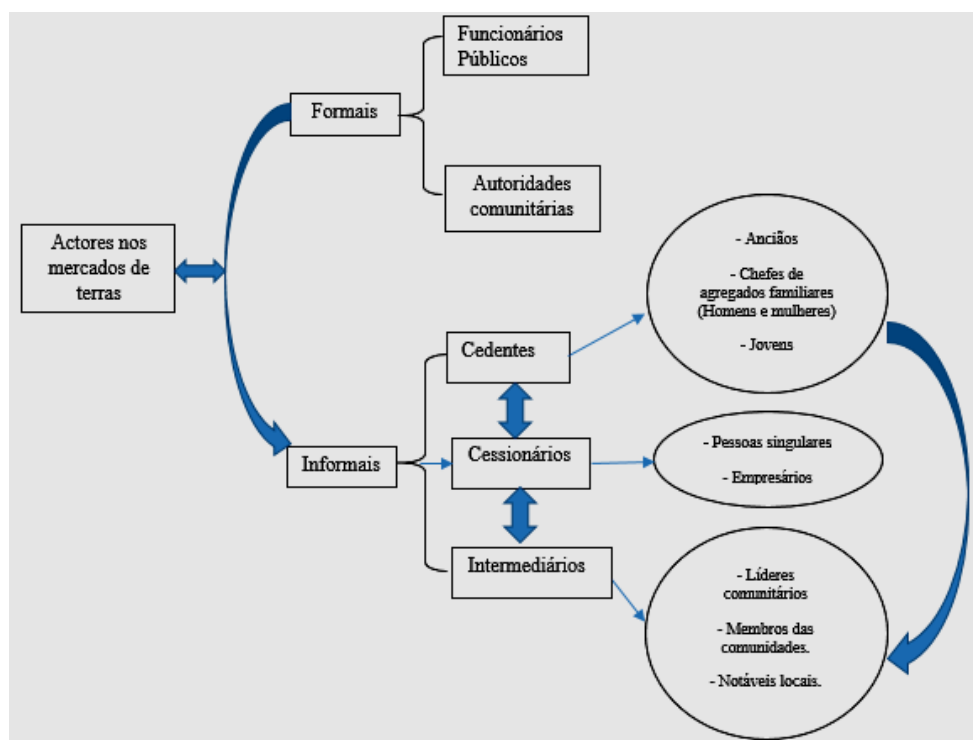 Funcionários
Públicos
Formais
Autoridades
comunitárias
Actores nos
mercados de
terras
- Anciãos
- Chefes de
agregados familiares
(Homens e mulheres)
- Jovens
Cedentes
Informais
Cessionários
- Pessoas singulares
- Empresários
Intermediários
- Líderes
comunitários
- Membros das
comunidades.
- Notáveis locais.